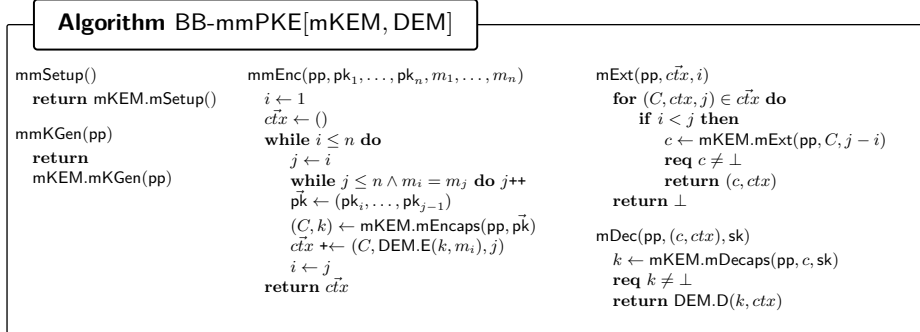 Algorithm BB-mmPKE[mKEM, DEM]
mmSetup()
return mKEM.mSetup()
mmKGen(pp)
return
mKEM.mKGen(pp)
mmEnc(pp, pk₁, . . . , pkₙ, m₁, . . . , mₙ)
i ← 1
c⃗tx ← ()
while i ≤ n do
j ← i
while j ≤ n ∧ mᵢ = mⱼ do j++
p⃗k ← (pkᵢ, . . . , pkⱼ₋₁)
(C, k) ← mKEM.mEncaps(pp, p⃗k)
c⃗tx +← (C, DEM.E(k, mᵢ), j)
i ← j
return c⃗tx
mExt(pp, c⃗tx, i)
for (C, ctx, j) ∈ c⃗tx do
if i < j then
c ← mKEM.mExt(pp, C, j − i)
req c ≠ ⊥
return (c, ctx)
return ⊥
mDec(pp, (c, ctx), sk)
k ← mKEM.mDecaps(pp, c, sk)
req k ≠ ⊥
return DEM.D(k, ctx)